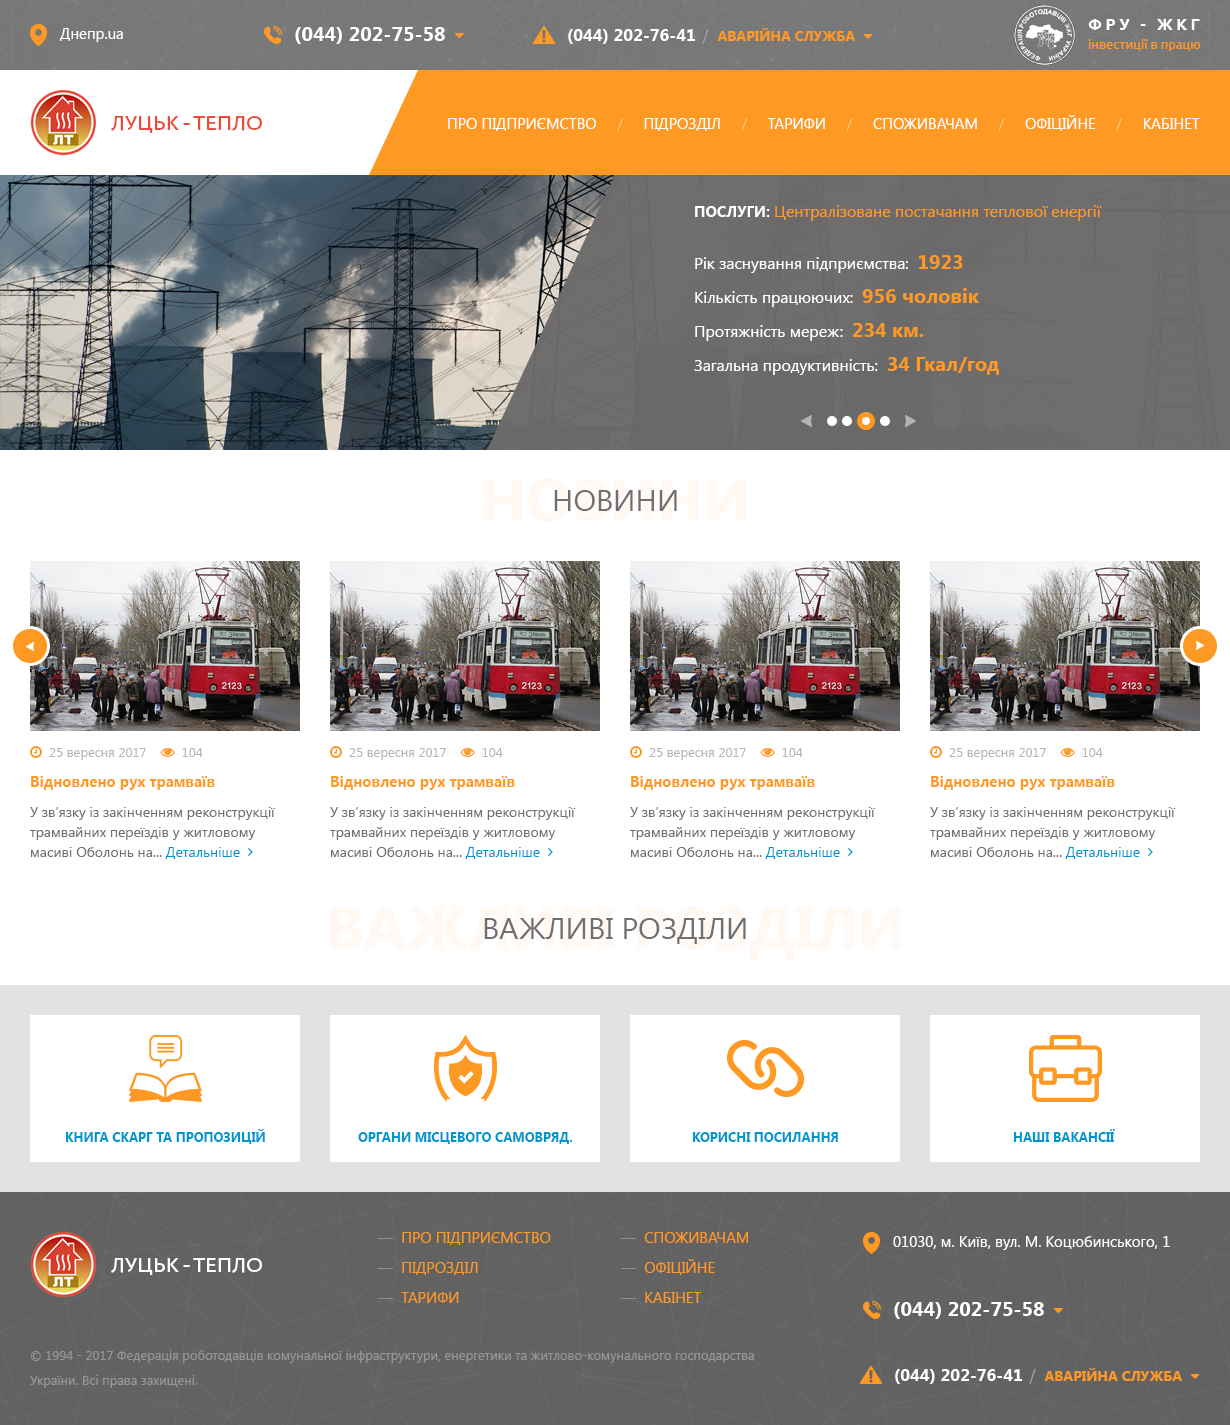 Днепр.ua
(044) 202-75-58
(044) 202-76-41 / АВАРІЙНА СЛУЖБА
ФРУ - ЖКГ
інвестиції в працю
ЛТ
ЛУЦЬК - ТЕПЛО
ПРО ПІДПРИЄМСТВО / ПІДРОЗДІЛ / ТАРИФИ / СПОЖИВАЧАМ / ОФІЦІЙНЕ / КАБІНЕТ
ПОСЛУГИ: Централізоване постачання теплової енергії
Рік заснування підприємства: 1923
Кількість працюючих: 956 чоловік
Протяжність мереж: 234 км.
Загальна продуктивність: 34 Гкал/год
НОВИНИ
НОВИНИ
2123
2123
2123
2123
25 вересня 2017 104
Відновлено рух трамваїв
У зв'язку із закінченням реконструкції
трамвайних переїздів у житловому
масиві Оболонь на... Детальніше
25 вересня 2017 104
Відновлено рух трамваїв
У зв'язку із закінченням реконструкції
трамвайних переїздів у житловому
масиві Оболонь на... Детальніше
25 вересня 2017 104
Відновлено рух трамваїв
У зв'язку із закінченням реконструкції
трамвайних переїздів у житловому
масиві Оболонь на... Детальніше
25 вересня 2017 104
Відновлено рух трамваїв
У зв'язку із закінченням реконструкції
трамвайних переїздів у житловому
масиві Оболонь на... Детальніше
ВАЖЛИВІ РОЗДІЛИ
ВАЖЛИВІ РОЗДІЛИ
КНИГА СКАРГ ТА ПРОПОЗИЦІЙ
ОРГАНИ МІСЦЕВОГО САМОВРЯД.
КОРИСНІ ПОСИЛАННЯ
НАШІ ВАКАНСІЇ
ЛТ
ЛУЦЬК - ТЕПЛО
— ПРО ПІДПРИЄМСТВО
— ПІДРОЗДІЛ
— ТАРИФИ
— СПОЖИВАЧАМ
— ОФІЦІЙНЕ
— КАБІНЕТ
01030, м. Київ, вул. М. Коцюбинського, 1
(044) 202-75-58
(044) 202-76-41 / АВАРІЙНА СЛУЖБА
© 1994 - 2017 Федерація роботодавців комунальної інфраструктури, енергетики та житлово-комунального господарства
України. Всі права захищені.